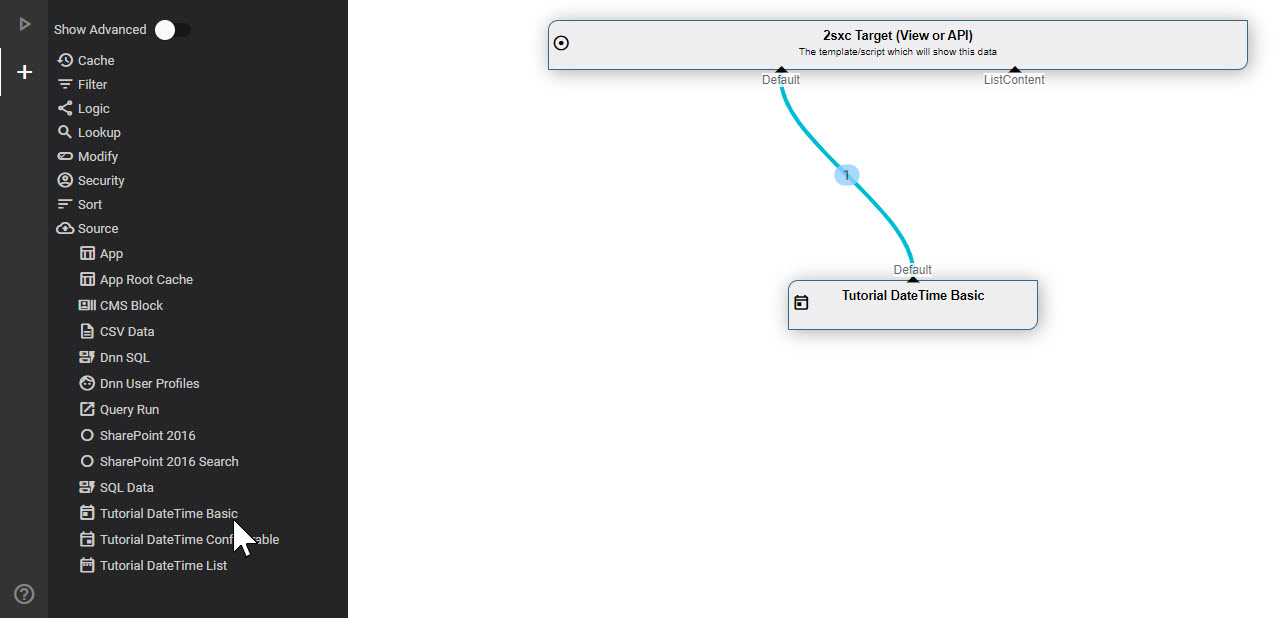 Show Advanced
Cache
Filter
Logic
Lookup
Modify
Security
Sort
Source
App
App Root Cache
CMS Block
CSV Data
Dnn SQL
Dnn User Profiles
Query Run
SharePoint 2016
SharePoint 2016 Search
SQL Data
Tutorial DateTime Basic
Tutorial DateTime
Tutorial DateTime List
2sxc Target (View or API)
The template/script which will show this data
Default
ListContent
1
Default
Tutorial DateTime Basic